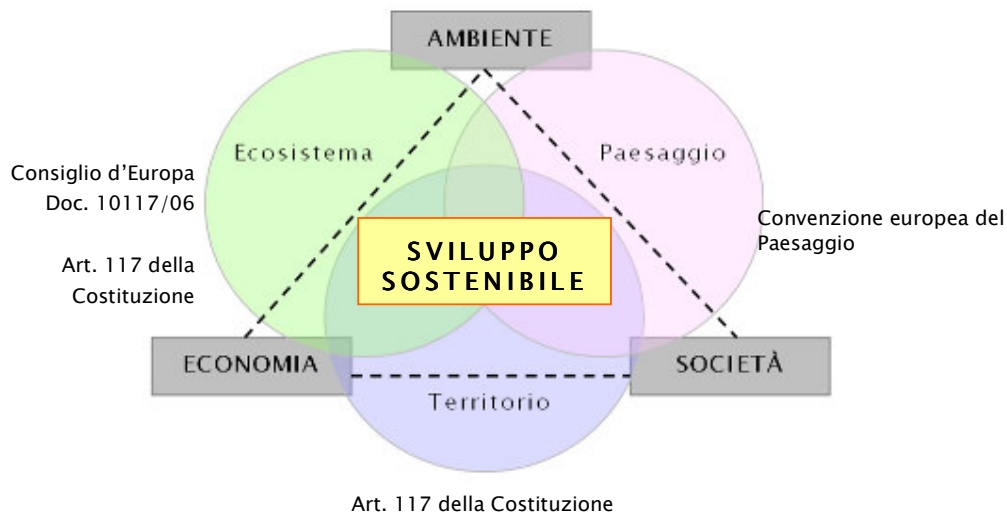 AMBIENTE
Ecosistema
Paesaggio
Consiglio d'Europa
Doc. 10117/06
Convenzione europea del
Paesaggio
SVILUPPO
SOSTENIBILE
Art. 117 della
Costituzione
ECONOMIA
SOCIETÀ
Territorio
Art. 117 della Costituzione